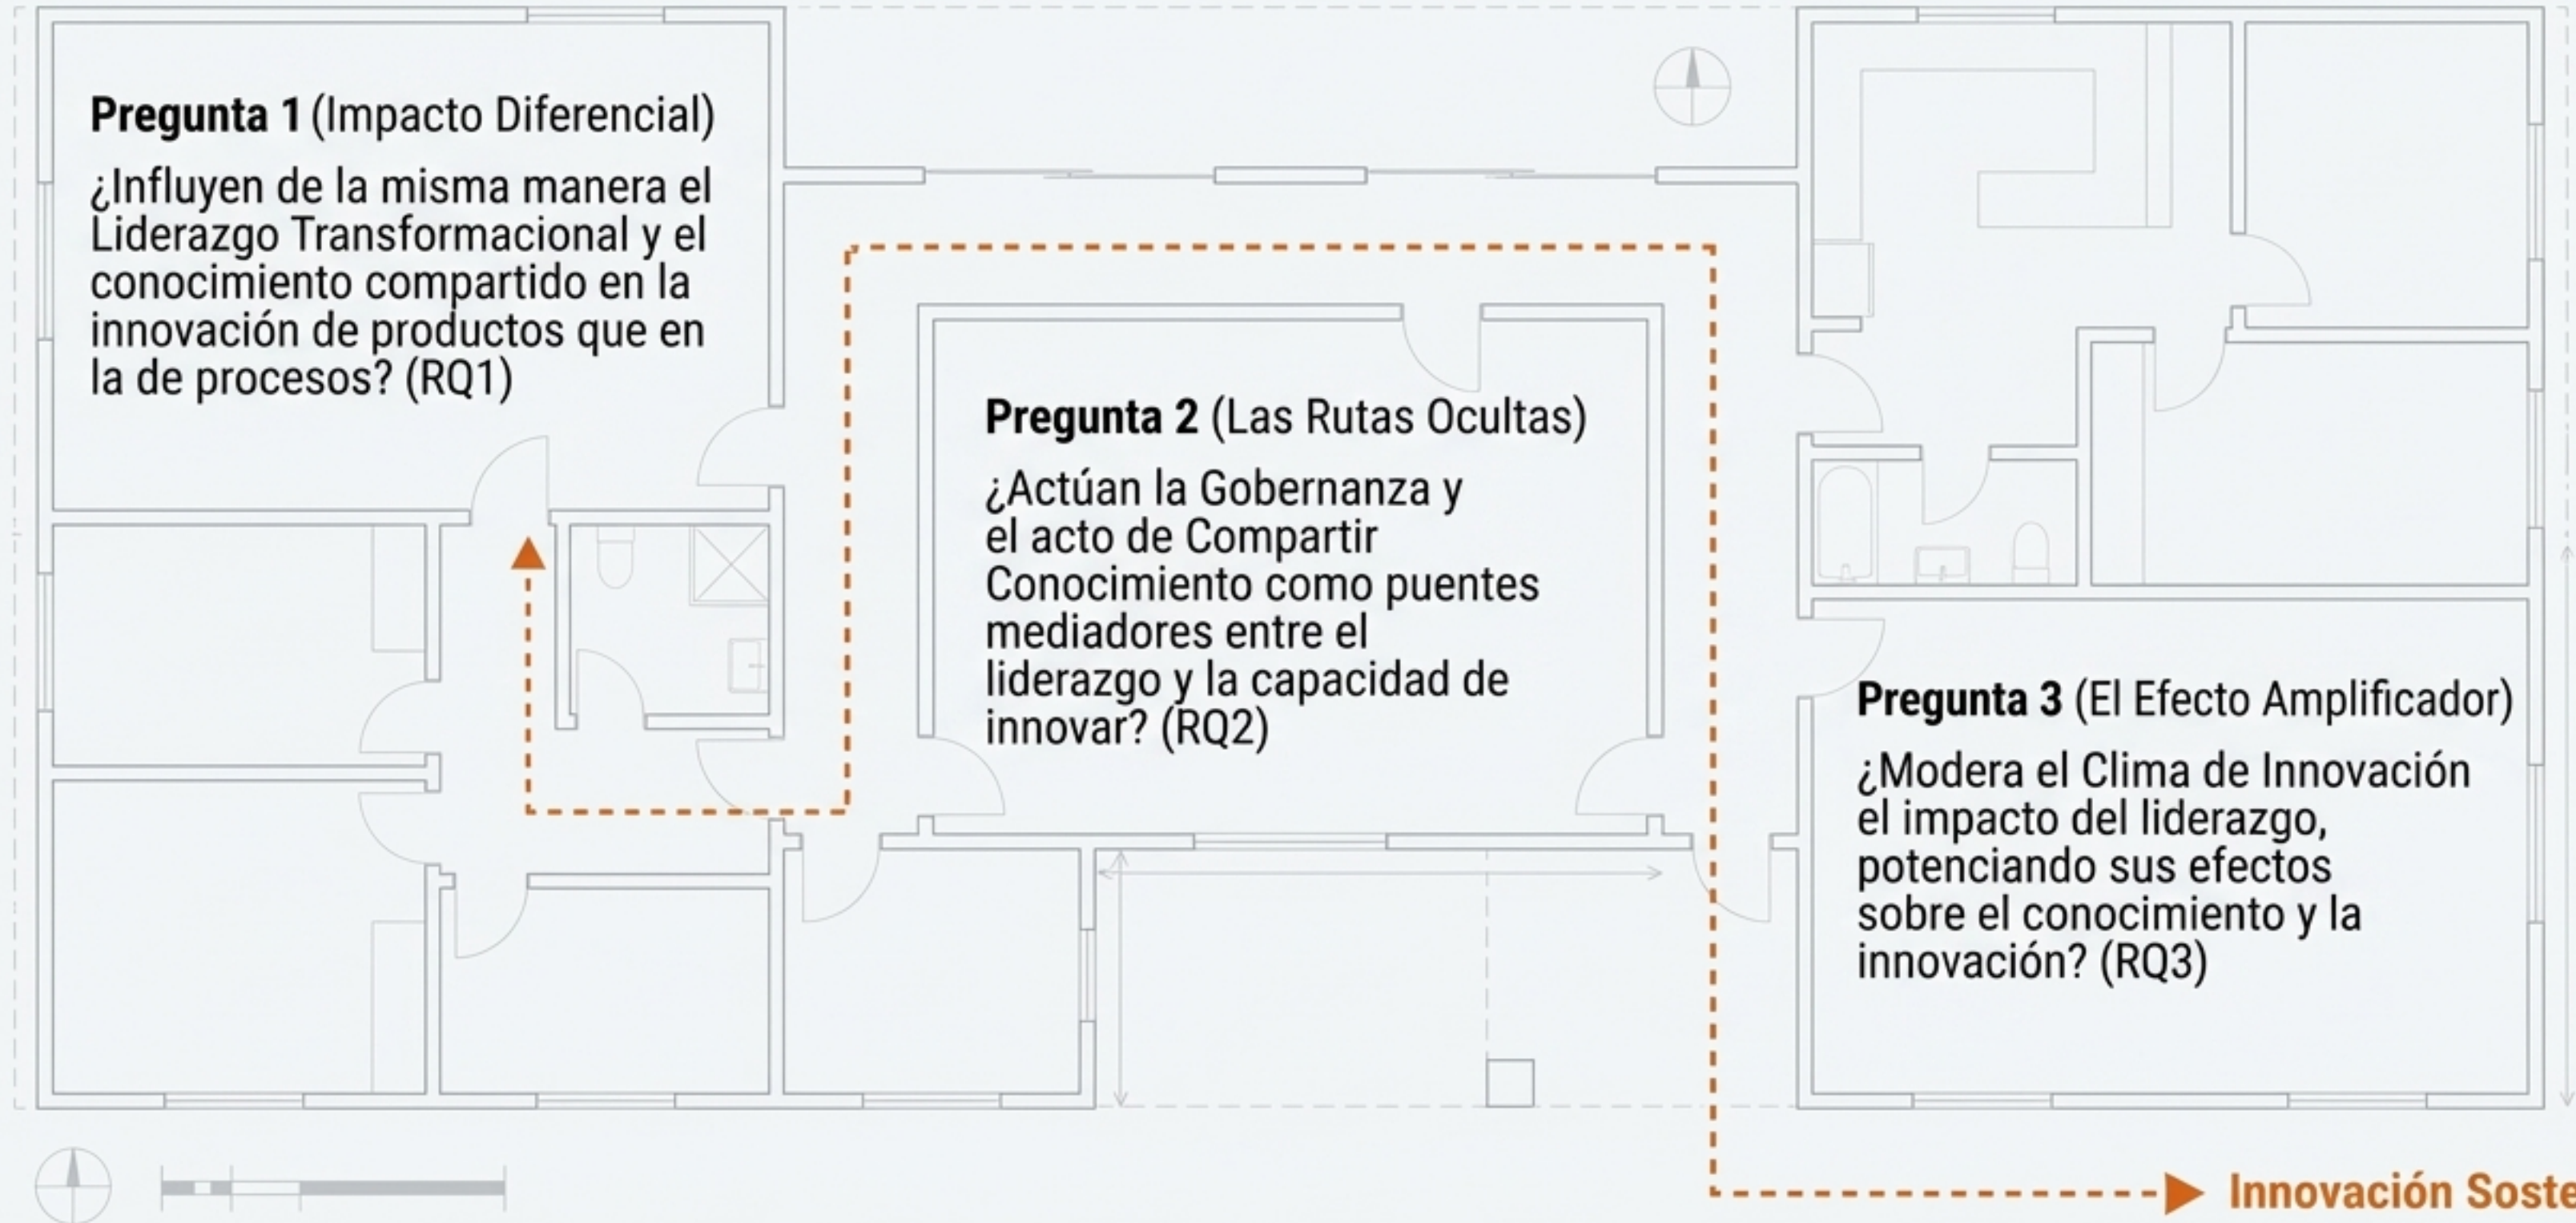 Pregunta 1 (Impacto Diferencial)
¿Influyen de la misma manera el
Liderazgo Transformacional y el
conocimiento compartido en la
innovación de productos que en
la de procesos? (RQ1)
Pregunta 2 (Las Rutas Ocultas)
¿Actúan la Gobernanza y
el acto de Compartir
Conocimiento como puentes
mediadores entre el
liderazgo y la capacidad de
innovar? (RQ2)
Pregunta 3 (El Efecto Amplificador)
¿Modera el Clima de Innovación
el impacto del liderazgo,
potenciando sus efectos
sobre el conocimiento y la
innovación? (RQ3)
Innovación Soste